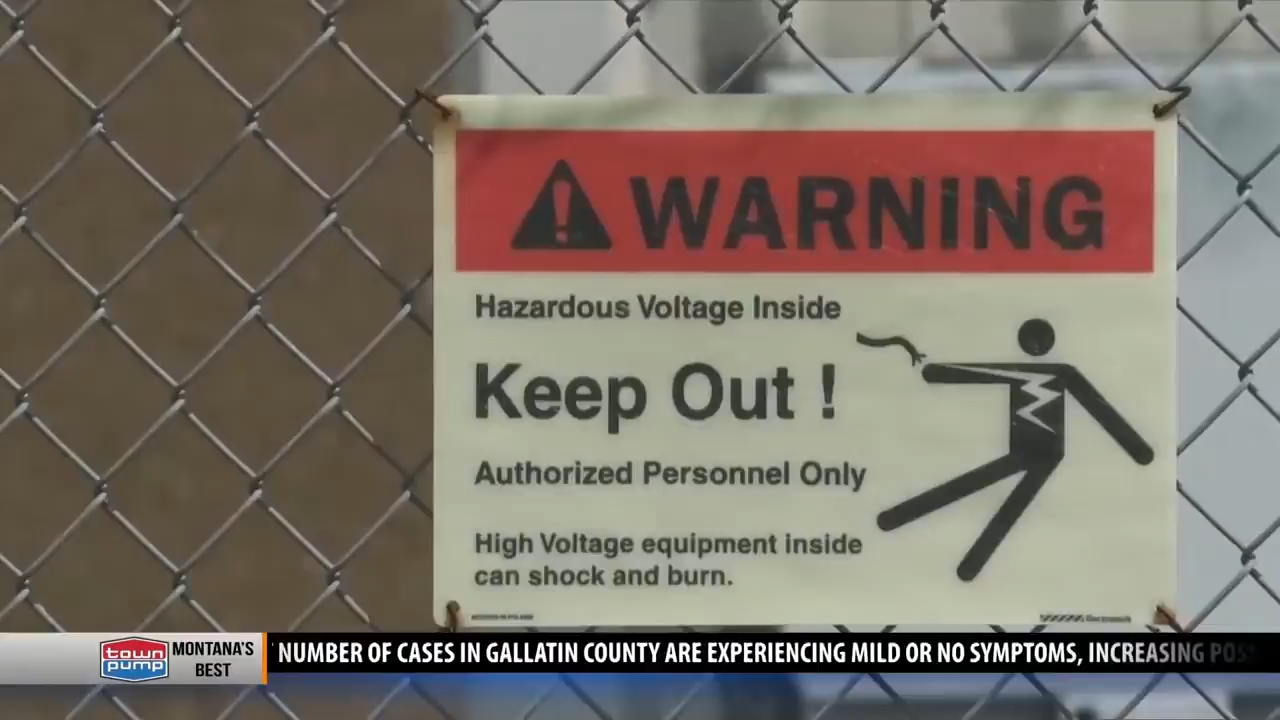 WARNING
Hazardous Voltage Inside
Keep Out !
Authorized Personnel Only
High Voltage equipment inside
can shock and burn.
town
pump
MONTANA'S
BEST
NUMBER OF CASES IN GALLATIN COUNTY ARE EXPERIENCING MILD OR NO SYMPTOMS, INCREASING